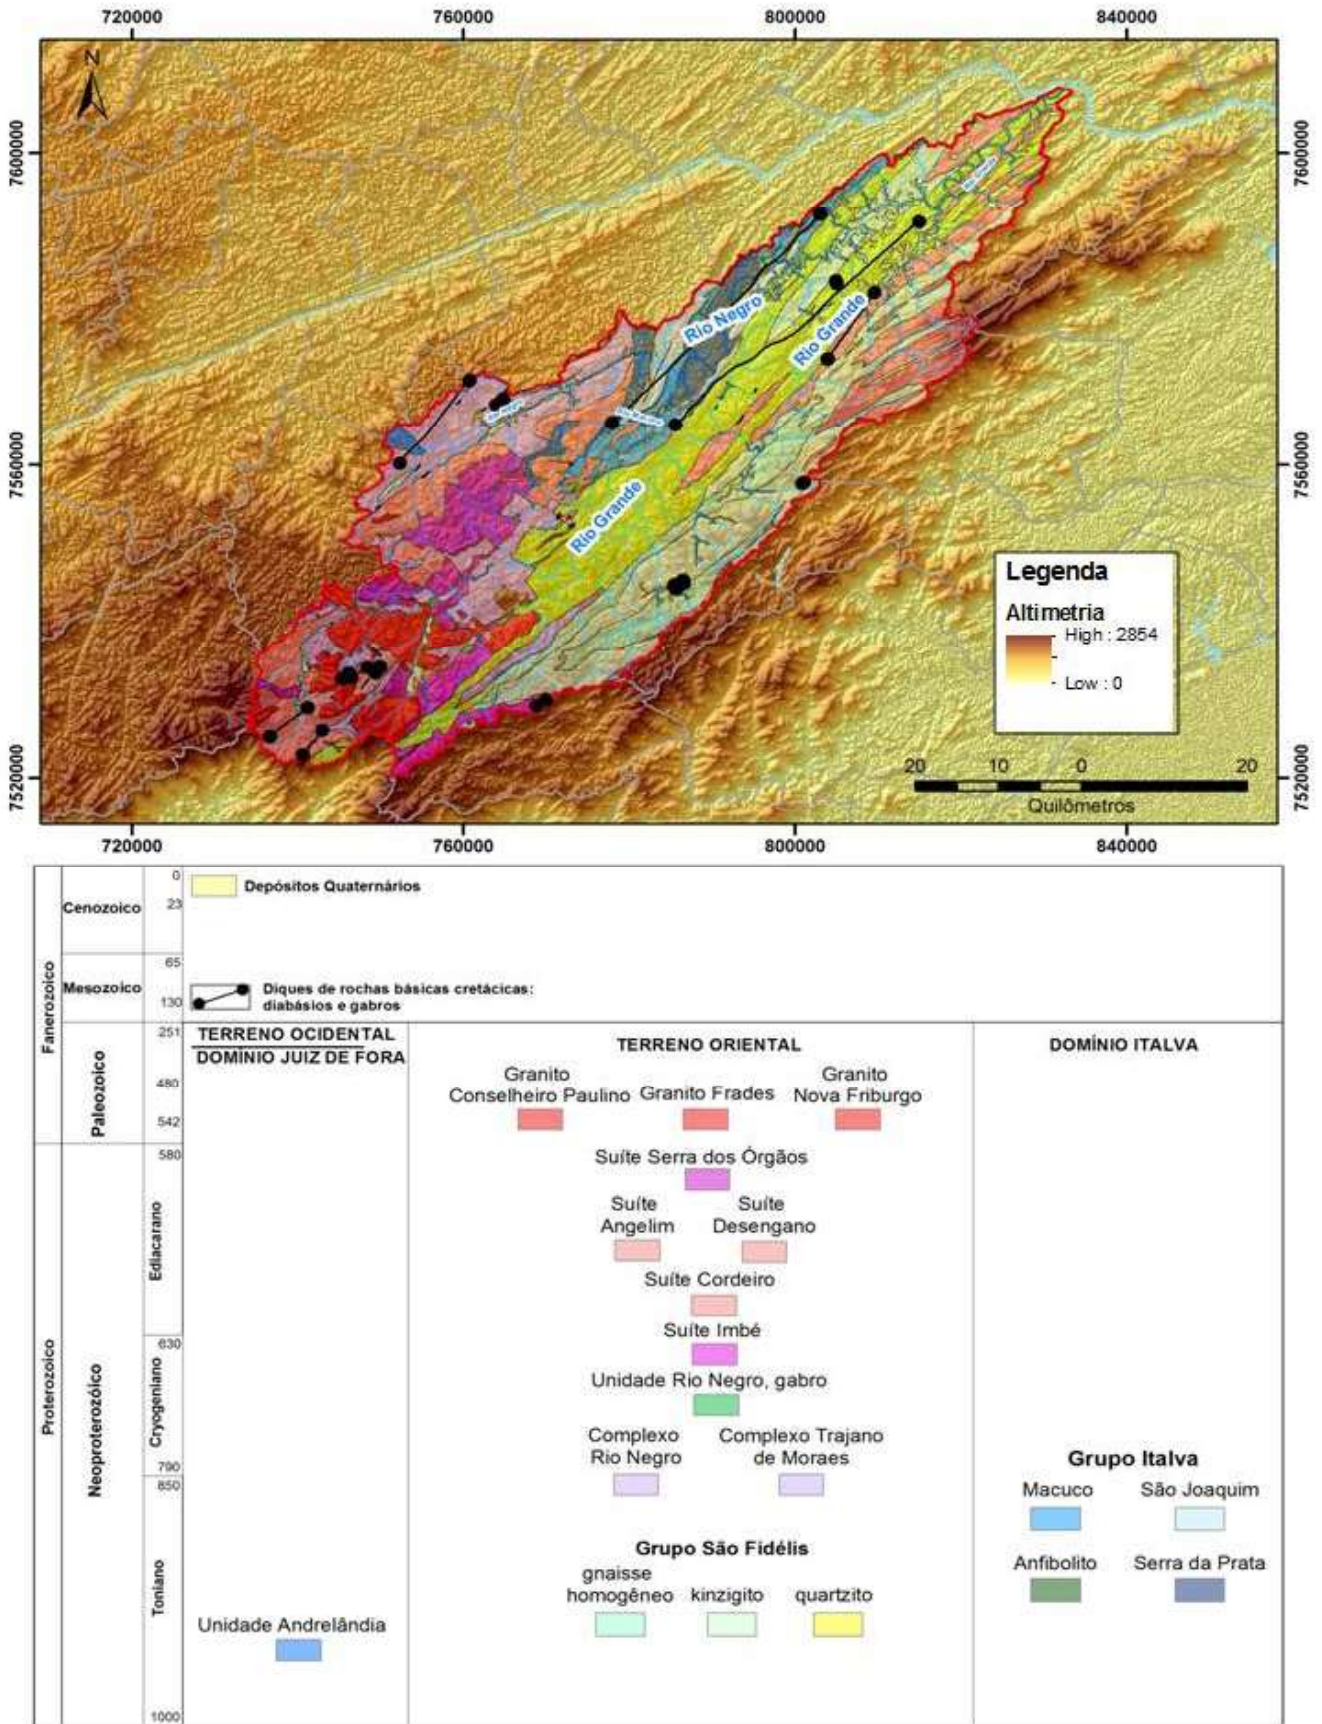 720000
760000
800000
840000
N
7600000
7600000
Rio Negro
Rio Grande
7560000
7560000
Rio Grande
Legenda
Altimetria
High : 2854
Low : 0
7520000
7520000
20
10
0
20
Quilômetros
720000
760000
800000
840000
Fanerozoico
Cenozoico
0
23
Depósitos Quaternários
Mesozoico
65
130
Diques de rochas básicas cretácicas:
diabásios e gabros
Paleozoico
251
480
542
TERRENO OCIDENTAL
DOMÍNIO JUIZ DE FORA
TERRENO ORIENTAL
DOMÍNIO ITALVA
Granito
Conselheiro Paulino
Granito Frades
Granito
Nova Friburgo
Proterozoico
Neoproterozóico
Ediacarano
580
Suíte Serra dos Órgãos
Suíte
Angelim
Suíte
Desengano
Suíte Cordeiro
Cryogeniano
630
Suíte Imbé
Unidade Rio Negro, gabro
Complexo
Rio Negro
Complexo Trajano
de Moraes
790
850
Grupo Italva
Macuco
São Joaquim
Anfibolito
Serra da Prata
Toniano
Grupo São Fidélis
gnaisse
homogêneo
kinzigito
quartzito
Unidade Andrelândia
1000